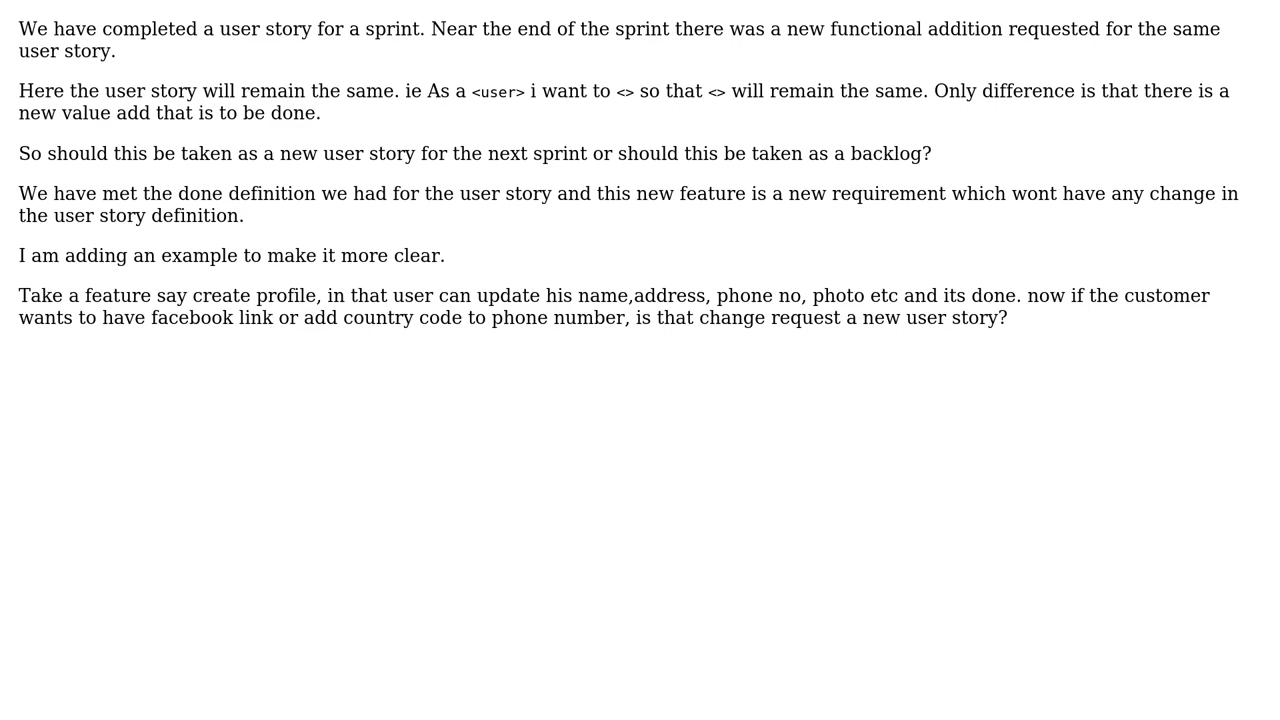 We have completed a user story for a sprint. Near the end of the sprint there was a new functional addition requested for the same
user story.
Here the user story will remain the same. ie As a <user> i want to <> so that <> will remain the same. Only difference is that there is a
new value add that is to be done.
So should this be taken as a new user story for the next sprint or should this be taken as a backlog?
We have met the done definition we had for the user story and this new feature is a new requirement which wont have any change in
the user story definition.
I am adding an example to make it more clear.
Take a feature say create profile, in that user can update his name,address, phone no, photo etc and its done. now if the customer
wants to have facebook link or add country code to phone number, is that change request a new user story?